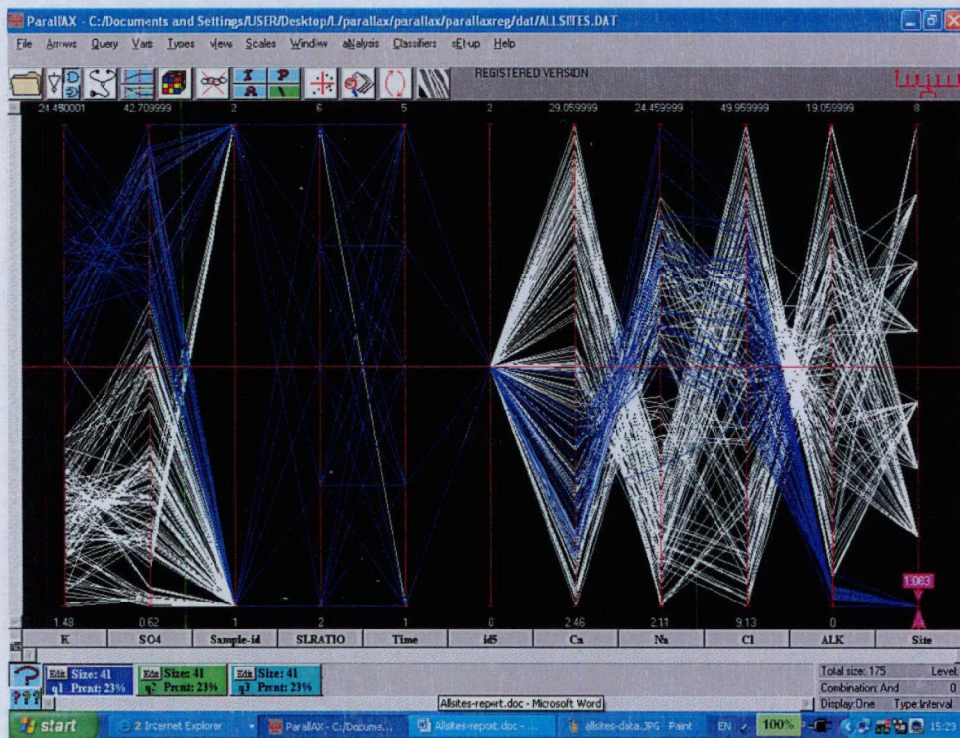 ParallAX - C:/Documents and Settings/USER/Desktop/L/parallax/parallax/parallaxreg/dat/ALLSITES.DAT
File Arrows Query Vars Types view Scales Window aNalysis Classifiers sEt-up Help
I P
A \
REGISTERED VERSION
24.490001 42.709999 2 6 5 2 29.059999 24.459999 49.959999 19.059999 8
1.083
1.48 0.62 1 2 1 0 2.46 2.11 9.13 0
K SO4 Sample-id SLRATIO Time id5 Ca Na Cl ALK Site
Edit Size: 41 Edit Size: 41 Edit Size: 41 Total size: 175 Level:
q1 Prcnt: 23% q2 Prcnt: 23% q3 Prcnt: 23% Combination: And 0
Allsites-report.doc - Microsoft Word Display:One Type:Interval
start 2 Internet Explorer ParallAX - C:/Docume... Allsites-report.doc - ... allsites-data.JPG - Paint EN 100% 15:23